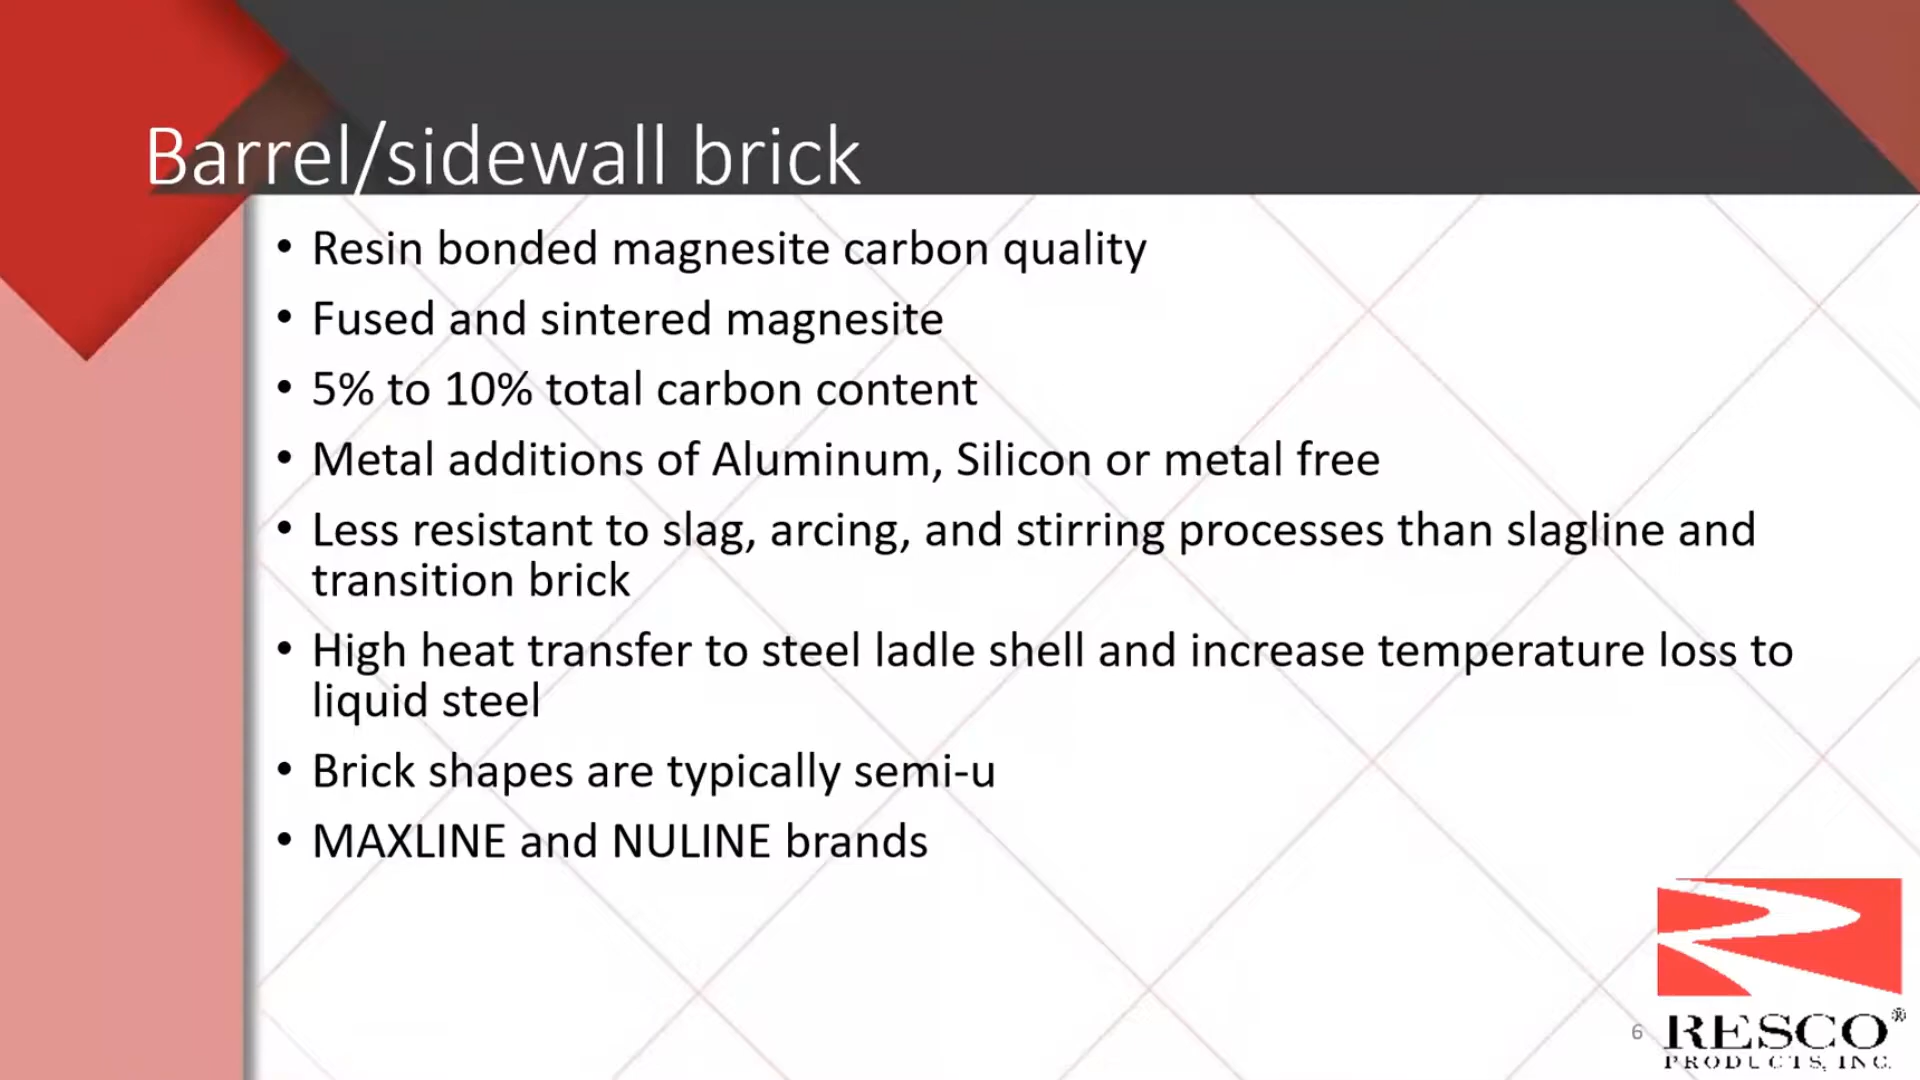 Barrel/sidewall brick
• Resin bonded magnesite carbon quality
• Fused and sintered magnesite
• 5% to 10% total carbon content
• Metal additions of Aluminum, Silicon or metal free
• Less resistant to slag, arcing, and stirring processes than slagline and
transition brick
• High heat transfer to steel ladle shell and increase temperature loss to
liquid steel
• Brick shapes are typically semi-u
• MAXLINE and NULINE brands
6
RESCO®
PRODUCTS, INC.